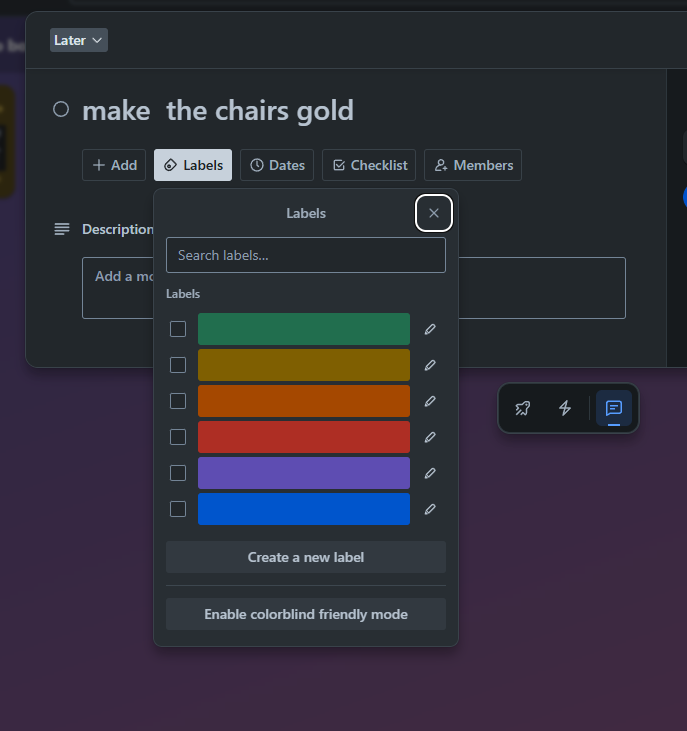 Later
make  the chairs gold
Add
Labels
Dates
Checklist
Members
Labels
Description
Search labels…
Add a mo
Labels
Create a new label
Enable colorblind friendly mode